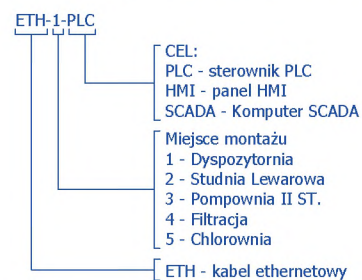 ETH-1-PLC
CEL:
PLC - sterownik PLC
HMI - panel HMI
SCADA - Komputer SCADA
Miejsce montażu
1 - Dyspozytornia
2 - Studnia Lewarowa
3 - Pompownia II ST.
4 - Filtracja
5 - Chlorownia
ETH - kabel ethernetowy